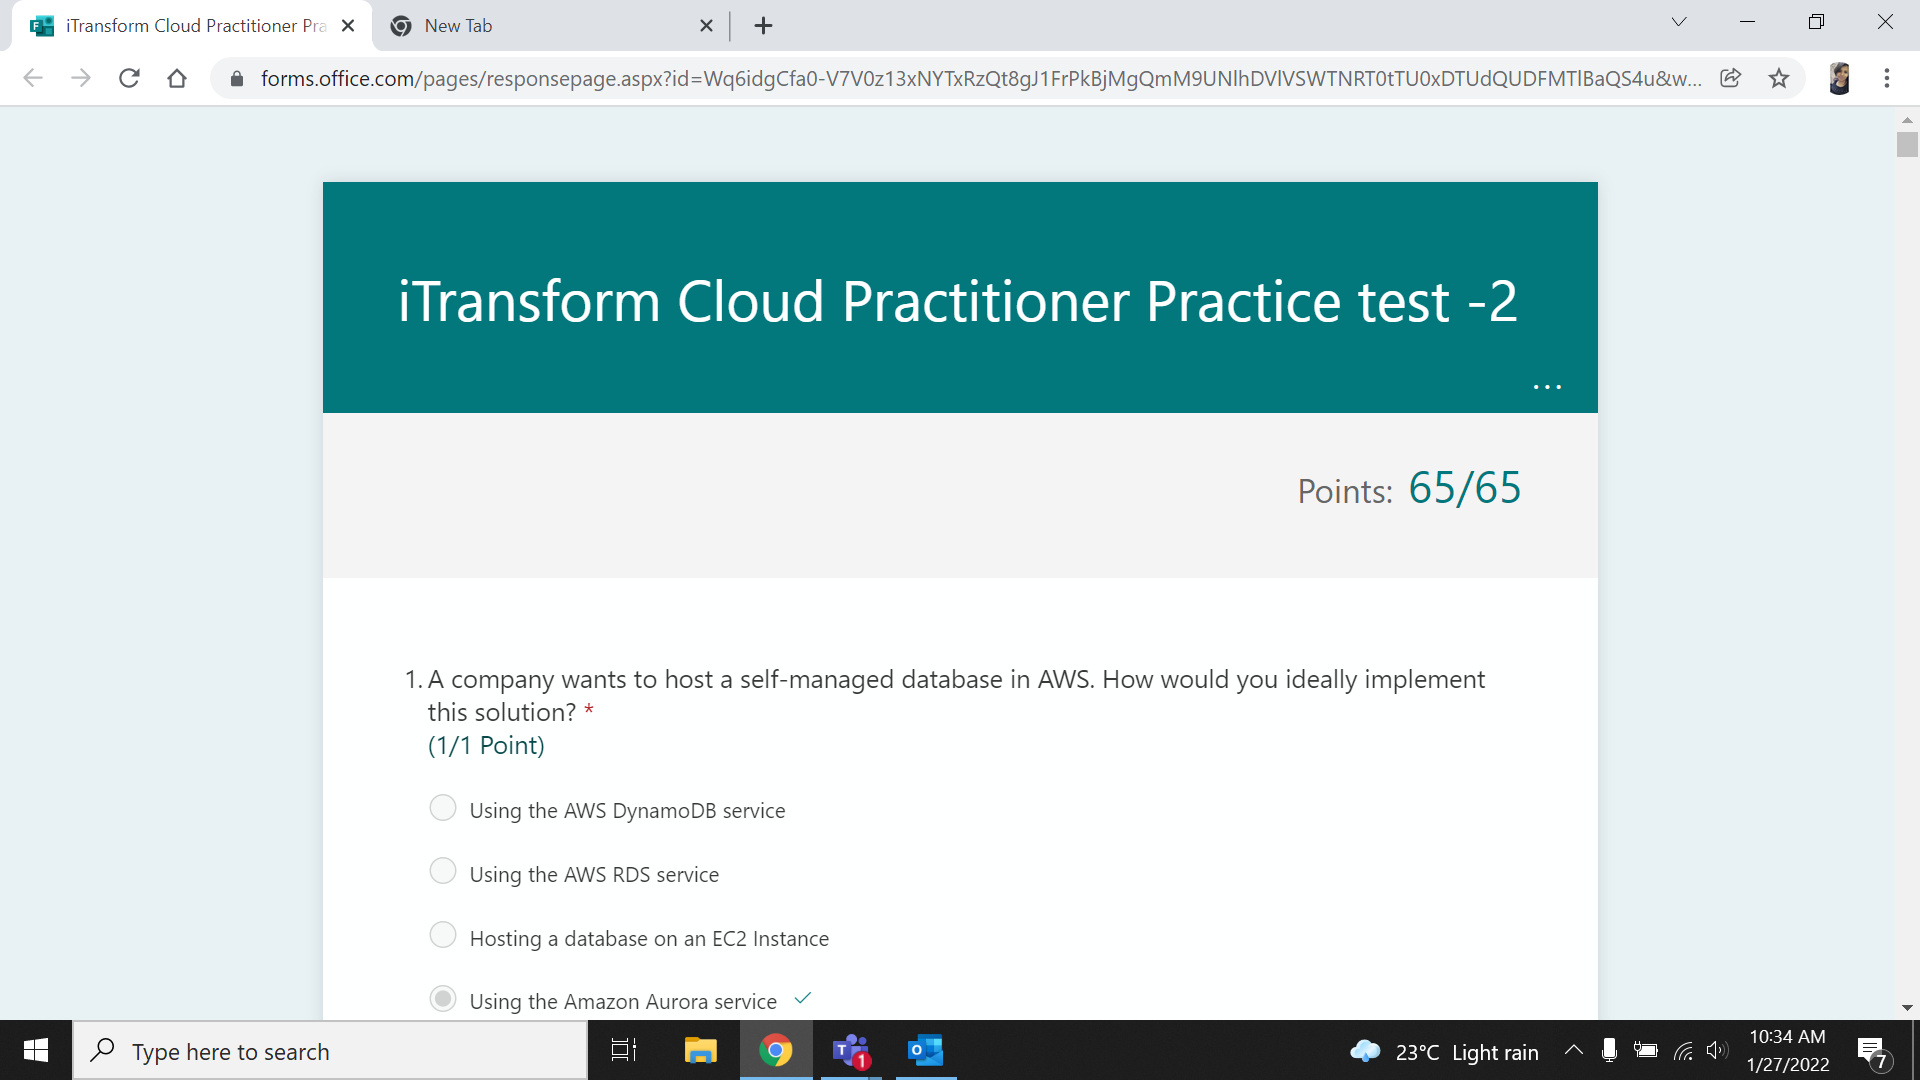 iTransform Cloud Practitioner Pra
New Tab
forms.office.com/pages/responsepage.aspx?id=Wq6idgCfa0-V7V0z13xNYTxRzQt8gJ1FrPkBjMgQmM9UNlhDVlVSWTNRT0tTU0xDTUdQUDFMTlBaQS4u&w...
iTransform Cloud Practitioner Practice test -2
...
Points: 65/65
1. A company wants to host a self-managed database in AWS. How would you ideally implement
this solution? *
(1/1 Point)
Using the AWS DynamoDB service
Using the AWS RDS service
Hosting a database on an EC2 Instance
Using the Amazon Aurora service
Type here to search
T
1
O
23°C Light rain
10:34 AM
1/27/2022
7